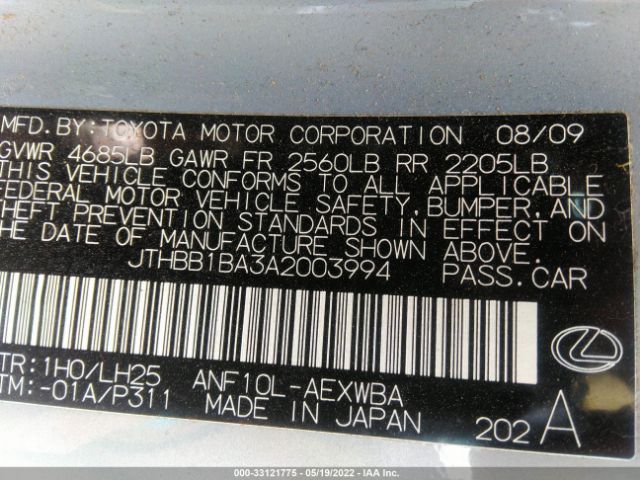 MFD.BY:TOYOTA MOTOR CORPORATION 08/09
GVWR 4685LB GAWR FR 2560LB RR 2205LB
THIS VEHICLE CONFORMS TO ALL APPLICABLE
FEDERAL MOTOR VEHICLE SAFETY, BUMPER, AND
THEFT PREVENTION STANDARDS IN EFFECT ON
THE DATE OF MANUFACTURE SHOWN ABOVE.
JTHBB1BA3A2003994 PASS.CAR
TR:1H0/LH25 ANF10L-AEXWBA
TM:-01A/P311 MADE IN JAPAN 202 A
000-33121775 - 05/19/2022 - IAA Inc.